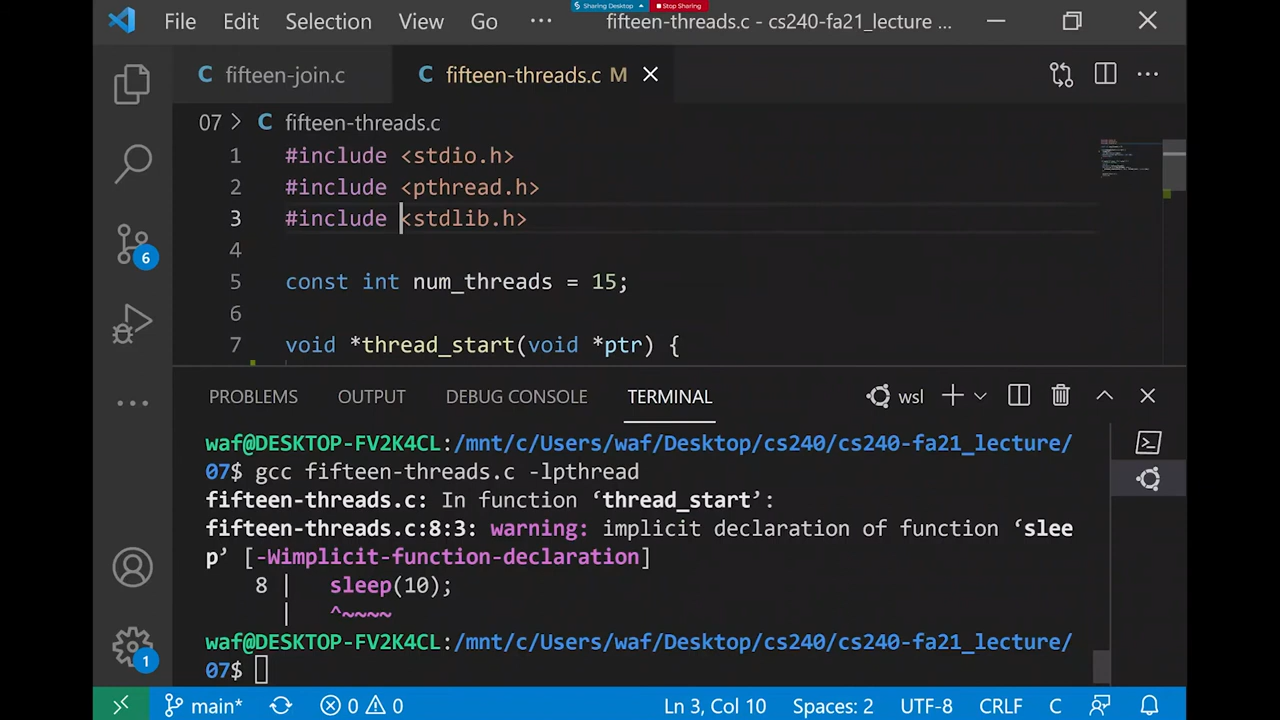 Sharing Desktop Stop Sharing
File Edit Selection View Go ··· fifteen-threads.c - cs240-fa21_lecture ...
C fifteen-join.c C fifteen-threads.c M
07 > C fifteen-threads.c
1 #include <stdio.h>
2 #include <pthread.h>
3 #include <stdlib.h>
4
5 const int num_threads = 15;
6
7 void *thread_start(void *ptr) {
6
PROBLEMS OUTPUT DEBUG CONSOLE TERMINAL wsl
waf@DESKTOP-FV2K4CL:/mnt/c/Users/waf/Desktop/cs240/cs240-fa21_lecture/
07$ gcc fifteen-threads.c -lpthread
fifteen-threads.c: In function ‘thread_start’:
fifteen-threads.c:8:3: warning: implicit declaration of function ‘slee
p’ [-Wimplicit-function-declaration]
8 | sleep(10);
| ^~~~~
waf@DESKTOP-FV2K4CL:/mnt/c/Users/waf/Desktop/cs240/cs240-fa21_lecture/
07$
1
main* 0 0 Ln 3, Col 10 Spaces: 2 UTF-8 CRLF C